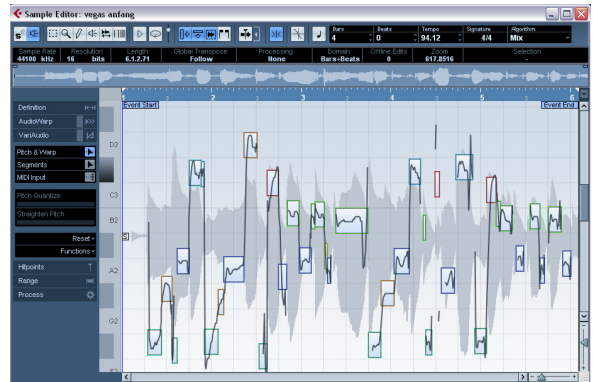 Sample Editor: vegas anfang
Bars Beats Tempo Signature Algorithm
4 0 94.12 4/4 Mix
Sample Rate Resolution Length Global Transpose Processing Domain Offline Edits Zoom Selection
44100 kHz 16 bits 6.1.2.71 Follow None Bars+Beats 0 617.8516 -
1 2 3 4 5 6
Event Start Event End
Definition
AudioWarp
VariAudio
Pitch & Warp
Segments
MIDI Input
Pitch Quantize
Straighten Pitch
Reset
Functions
Hitpoints
Range
Process
D3
C3
B2
S
A2
G2